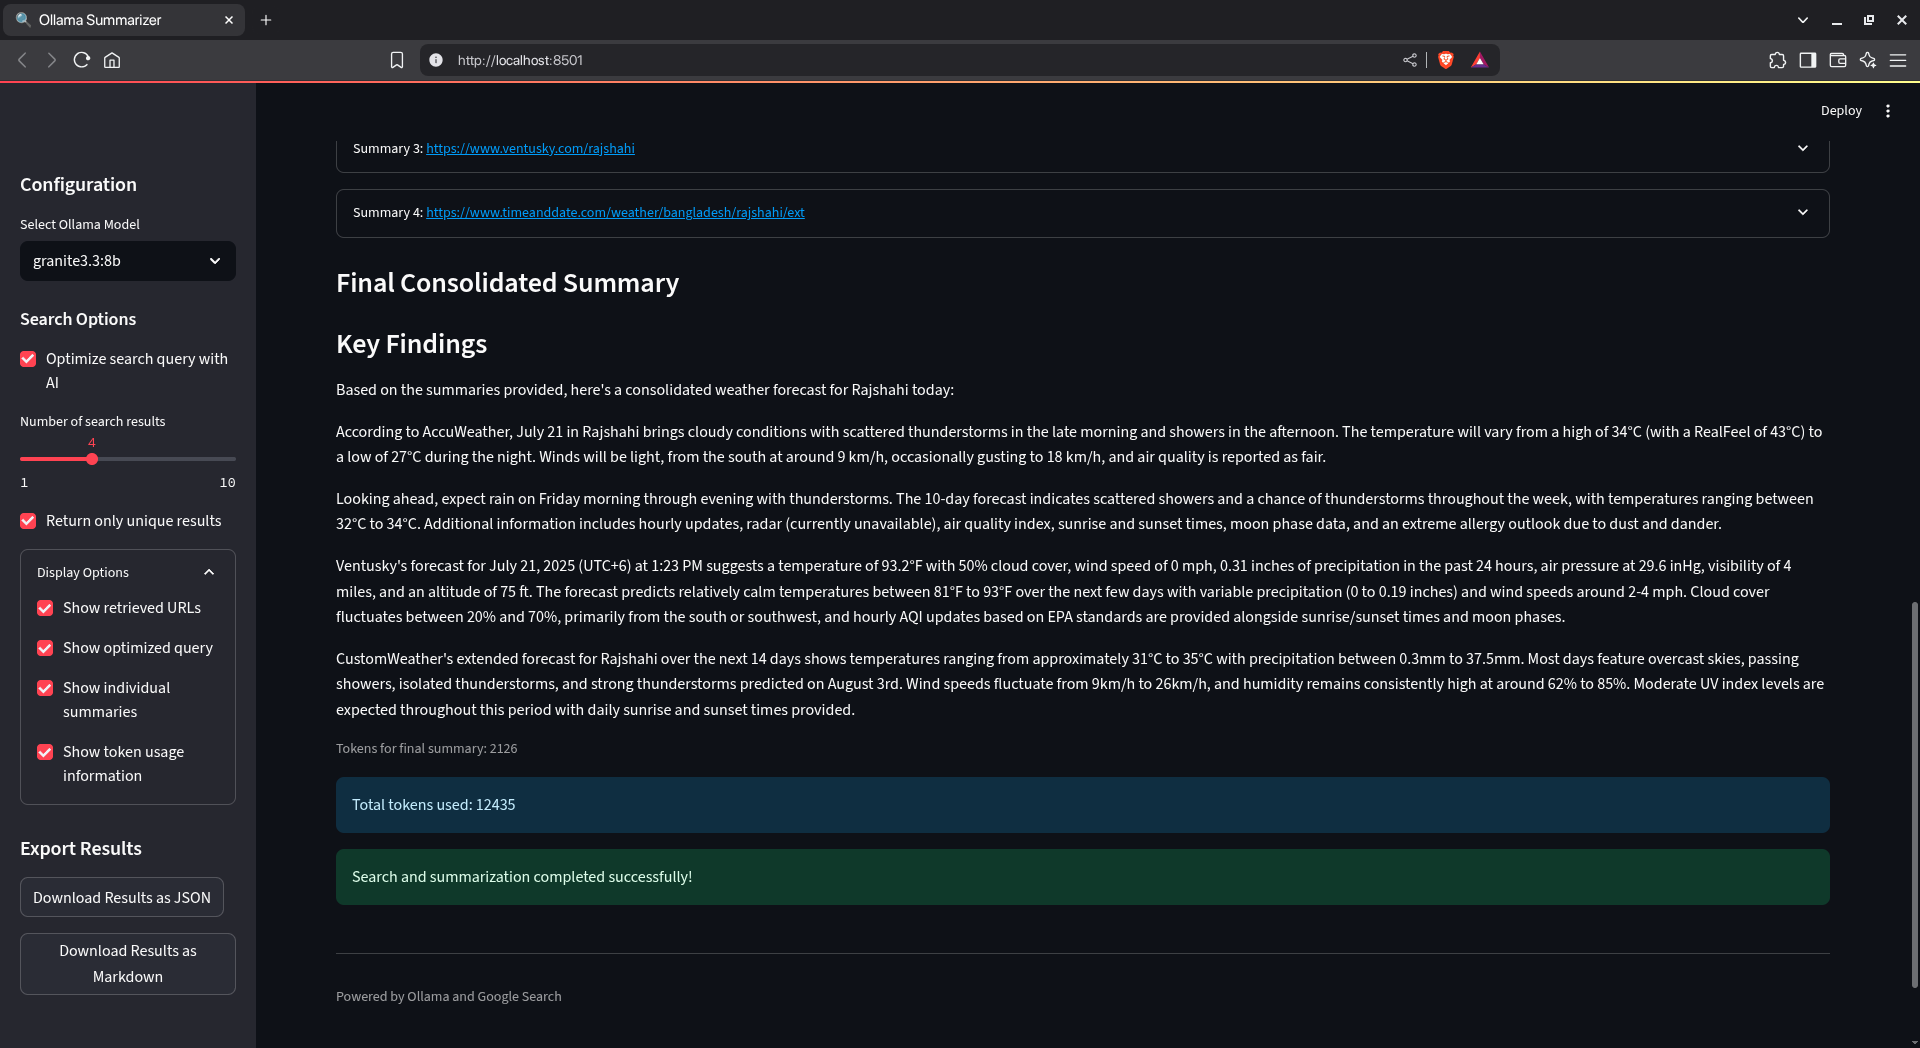 Ollama Summarizer
http://localhost:8501
Deploy
Configuration
Select Ollama Model
granite3.3:8b
Search Options
Optimize search query with
AI
Number of search results
4
1
10
Return only unique results
Display Options
Show retrieved URLs
Show optimized query
Show individual
summaries
Show token usage
information
Export Results
Download Results as JSON
Download Results as
Markdown
Summary 3: https://www.ventusky.com/rajshahi
Summary 4: https://www.timeanddate.com/weather/bangladesh/rajshahi/ext
Final Consolidated Summary
Key Findings
Based on the summaries provided, here's a consolidated weather forecast for Rajshahi today:
According to AccuWeather, July 21 in Rajshahi brings cloudy conditions with scattered thunderstorms in the late morning and showers in the afternoon. The temperature will vary from a high of 34°C (with a RealFeel of 43°C) to
a low of 27°C during the night. Winds will be light, from the south at around 9 km/h, occasionally gusting to 18 km/h, and air quality is reported as fair.
Looking ahead, expect rain on Friday morning through evening with thunderstorms. The 10-day forecast indicates scattered showers and a chance of thunderstorms throughout the week, with temperatures ranging between
32°C to 34°C. Additional information includes hourly updates, radar (currently unavailable), air quality index, sunrise and sunset times, moon phase data, and an extreme allergy outlook due to dust and dander.
Ventusky's forecast for July 21, 2025 (UTC+6) at 1:23 PM suggests a temperature of 93.2°F with 50% cloud cover, wind speed of 0 mph, 0.31 inches of precipitation in the past 24 hours, air pressure at 29.6 inHg, visibility of 4
miles, and an altitude of 75 ft. The forecast predicts relatively calm temperatures between 81°F to 93°F over the next few days with variable precipitation (0 to 0.19 inches) and wind speeds around 2-4 mph. Cloud cover
fluctuates between 20% and 70%, primarily from the south or southwest, and hourly AQI updates based on EPA standards are provided alongside sunrise/sunset times and moon phases.
CustomWeather's extended forecast for Rajshahi over the next 14 days shows temperatures ranging from approximately 31°C to 35°C with precipitation between 0.3mm to 37.5mm. Most days feature overcast skies, passing
showers, isolated thunderstorms, and strong thunderstorms predicted on August 3rd. Wind speeds fluctuate from 9km/h to 26km/h, and humidity remains consistently high at around 62% to 85%. Moderate UV index levels are
expected throughout this period with daily sunrise and sunset times provided.
Tokens for final summary: 2126
Total tokens used: 12435
Search and summarization completed successfully!
Powered by Ollama and Google Search